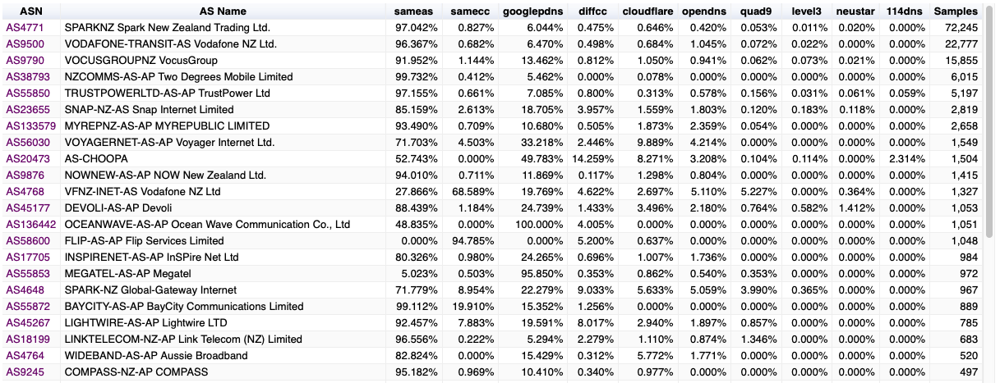 ASN AS Name sameas samecc googlepdns diffcc cloudflare opendns quad9 level3 neustar 114dns Samples
AS4771 SPARKNZ Spark New Zealand Trading Ltd. 97.042% 0.827% 6.044% 0.475% 0.646% 0.420% 0.053% 0.011% 0.020% 0.000% 72,245
AS9500 VODAFONE-TRANSIT-AS Vodafone NZ Ltd. 96.367% 0.682% 6.470% 0.498% 0.684% 1.045% 0.072% 0.022% 0.000% 0.000% 22,777
AS9790 VOCUSGROUPNZ VocusGroup 91.952% 1.144% 13.462% 0.812% 1.050% 0.941% 0.062% 0.073% 0.021% 0.000% 15,855
AS38793 NZCOMMS-AS-AP Two Degrees Mobile Limited 99.732% 0.412% 5.462% 0.000% 0.078% 0.000% 0.000% 0.000% 0.000% 0.000% 6,015
AS55850 TRUSTPOWERLTD-AS-AP TrustPower Ltd 97.155% 0.661% 7.085% 0.800% 0.313% 0.578% 0.156% 0.031% 0.061% 0.059% 5,197
AS23655 SNAP-NZ-AS Snap Internet Limited 85.159% 2.613% 18.705% 3.957% 1.559% 1.803% 0.120% 0.183% 0.118% 0.000% 2,819
AS133579 MYREPNZ-AS-AP MYREPUBLIC LIMITED 93.490% 0.709% 10.680% 0.505% 1.873% 2.359% 0.054% 0.000% 0.000% 0.000% 2,658
AS56030 VOYAGERNET-AS-AP Voyager Internet Ltd. 71.703% 4.503% 33.218% 2.446% 9.889% 4.214% 0.000% 0.000% 0.000% 0.000% 1,549
AS20473 AS-CHOOPA 52.743% 0.000% 49.783% 14.259% 8.271% 3.208% 0.104% 0.114% 0.000% 2.314% 1,504
AS9876 NOWNEW-AS-AP NOW New Zealand Ltd. 94.010% 0.711% 11.869% 0.117% 1.298% 0.804% 0.000% 0.000% 0.000% 0.000% 1,415
AS4768 VFNZ-INET-AS Vodafone NZ Ltd 27.866% 68.589% 19.769% 4.622% 2.697% 5.110% 5.227% 0.000% 0.364% 0.000% 1,327
AS45177 DEVOLI-AS-AP Devoli 88.439% 1.184% 24.739% 1.433% 3.496% 2.180% 0.764% 0.582% 1.412% 0.000% 1,053
AS136442 OCEANWAVE-AS-AP Ocean Wave Communication Co., Ltd 48.835% 0.000% 100.000% 4.005% 0.000% 0.000% 0.000% 0.000% 0.000% 0.000% 1,051
AS58600 FLIP-AS-AP Flip Services Limited 0.000% 94.785% 0.000% 5.200% 0.637% 0.000% 0.000% 0.000% 0.000% 0.000% 1,048
AS17705 INSPIRENET-AS-AP InSPire Net Ltd 80.326% 0.980% 24.265% 0.696% 1.007% 1.736% 0.000% 0.000% 0.000% 0.000% 984
AS55853 MEGATEL-AS-AP Megatel 5.023% 0.503% 95.850% 0.353% 0.862% 0.540% 0.353% 0.000% 0.000% 0.000% 972
AS4648 SPARK-NZ Global-Gateway Internet 71.779% 8.954% 22.279% 9.033% 5.633% 5.059% 3.990% 0.365% 0.000% 0.000% 967
AS55872 BAYCITY-AS-AP BayCity Communications Limited 99.112% 19.910% 15.352% 1.256% 0.000% 0.000% 0.000% 0.000% 0.000% 0.000% 889
AS45267 LIGHTWIRE-AS-AP Lightwire LTD 92.457% 7.883% 19.591% 8.017% 2.940% 1.897% 0.857% 0.000% 0.000% 0.000% 785
AS18199 LINKTELECOM-NZ-AP Link Telecom (NZ) Limited 96.556% 0.222% 5.294% 2.279% 1.110% 0.874% 1.346% 0.000% 0.000% 0.000% 683
AS4764 WIDEBAND-AS-AP Aussie Broadband 82.824% 0.000% 15.429% 0.312% 5.772% 1.771% 0.000% 0.000% 0.000% 0.000% 520
AS9245 COMPASS-NZ-AP COMPASS 95.182% 0.969% 10.410% 0.340% 0.977% 0.000% 0.000% 0.000% 0.000% 0.000% 497